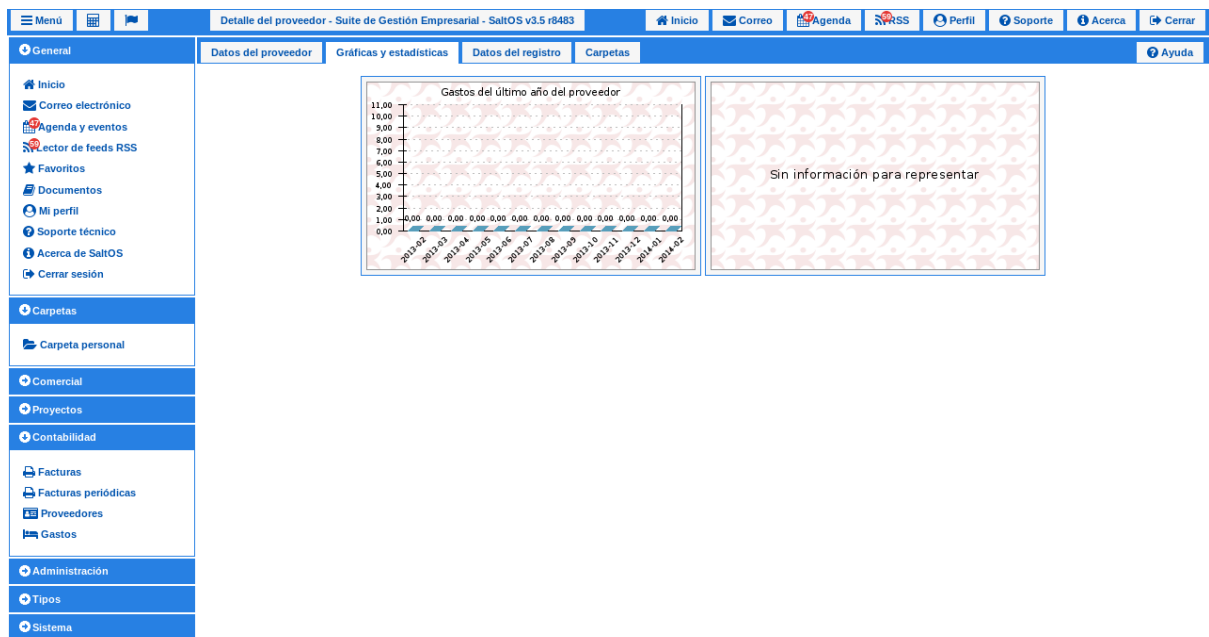 Menú
Detalle del proveedor - Suite de Gestión Empresarial - SaltOS v3.5 r8483
Inicio
Correo
47
Agenda
59
RSS
Perfil
Soporte
Acerca
Cerrar
General
Inicio
Correo electrónico
47
Agenda y eventos
59
Lector de feeds RSS
Favoritos
Documentos
Mi perfil
Soporte técnico
Acerca de SaltOS
Cerrar sesión
Carpetas
Carpeta personal
Comercial
Proyectos
Contabilidad
Facturas
Facturas periódicas
Proveedores
Gastos
Administración
Tipos
Sistema
Datos del proveedor
Gráficas y estadísticas
Datos del registro
Carpetas
Ayuda
Gastos del último año del proveedor
11,00
10,00
9,00
8,00
7,00
6,00
5,00
4,00
3,00
2,00
1,00
0,00
0,00 0,00 0,00 0,00 0,00 0,00 0,00 0,00 0,00 0,00 0,00 0,00 0,00
2013-02 2013-03 2013-04 2013-05 2013-06 2013-07 2013-08 2013-09 2013-10 2013-11 2013-12 2014-01 2014-02
Sin información para representar